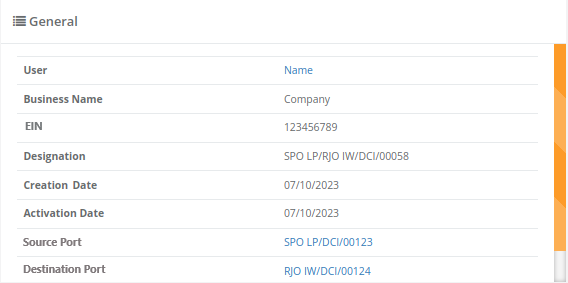 General
User Name
Business Name Company
EIN 123456789
Designation SPO LP/RJO IW/DCI/00058
Creation Date 07/10/2023
Activation Date 07/10/2023
Source Port SPO LP/DCI/00123
Destination Port RJO IW/DCI/00124